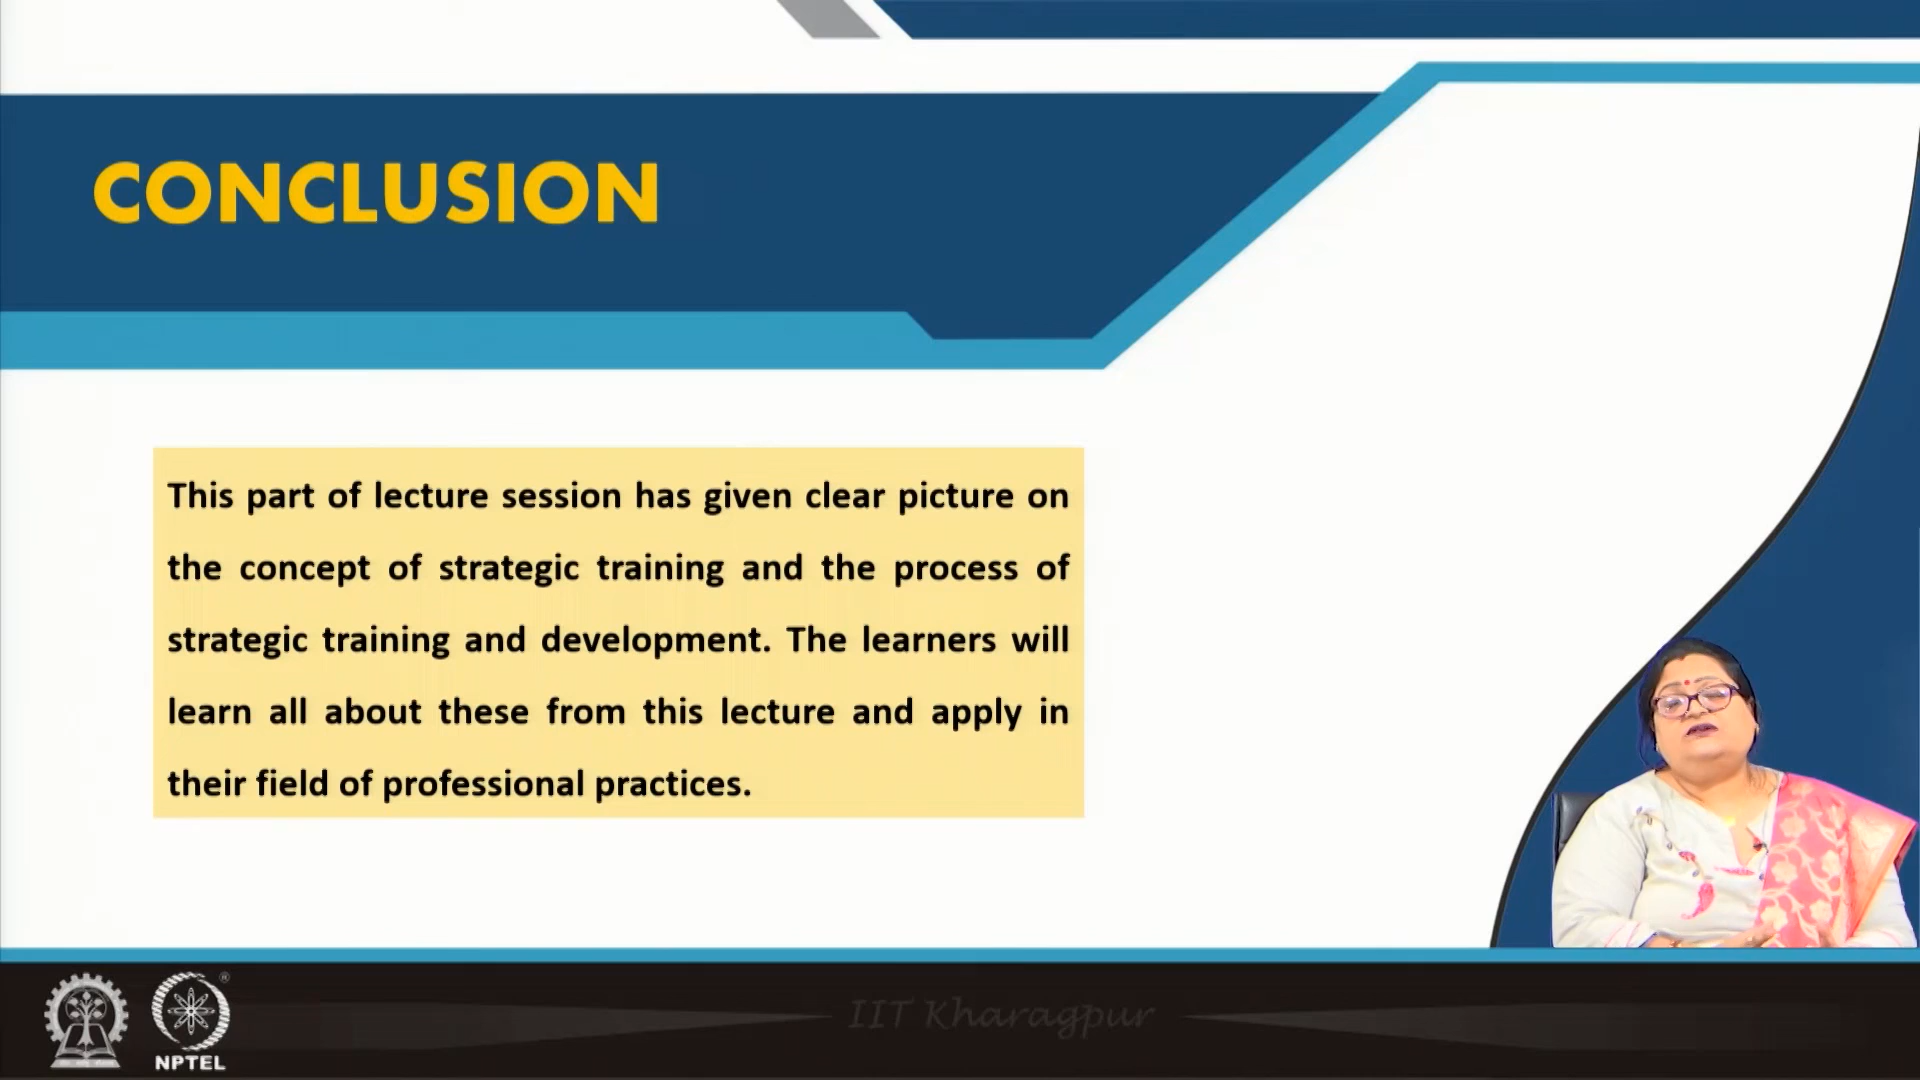 CONCLUSION
This part of lecture session has given clear picture on
the concept of strategic training and the process of
strategic training and development. The learners will
learn all about these from this lecture and apply in
their field of professional practices.
NPTEL
IIT Kharagpur